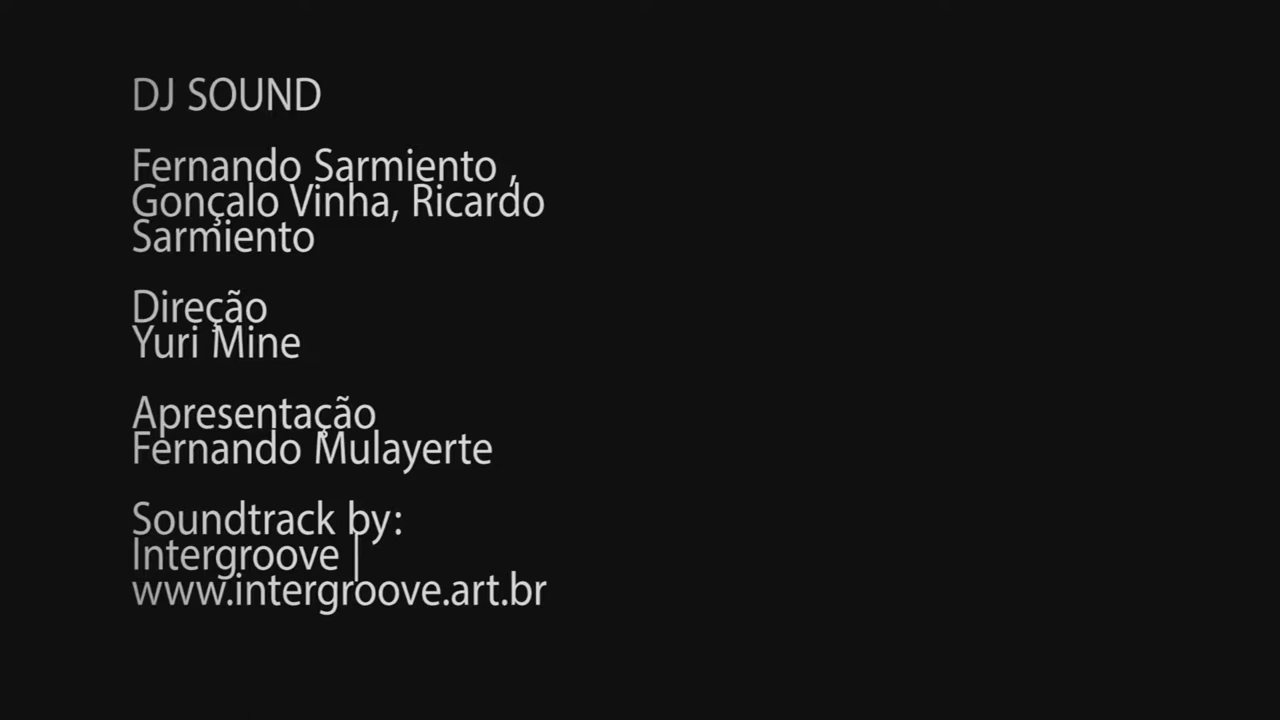 DJ SOUND
Fernando Sarmiento ,
Gonçalo Vinha, Ricardo
Sarmiento
Direção
Yuri Mine
Apresentação
Fernando Mulayerte
Soundtrack by:
Intergroove |
www.intergroove.art.br